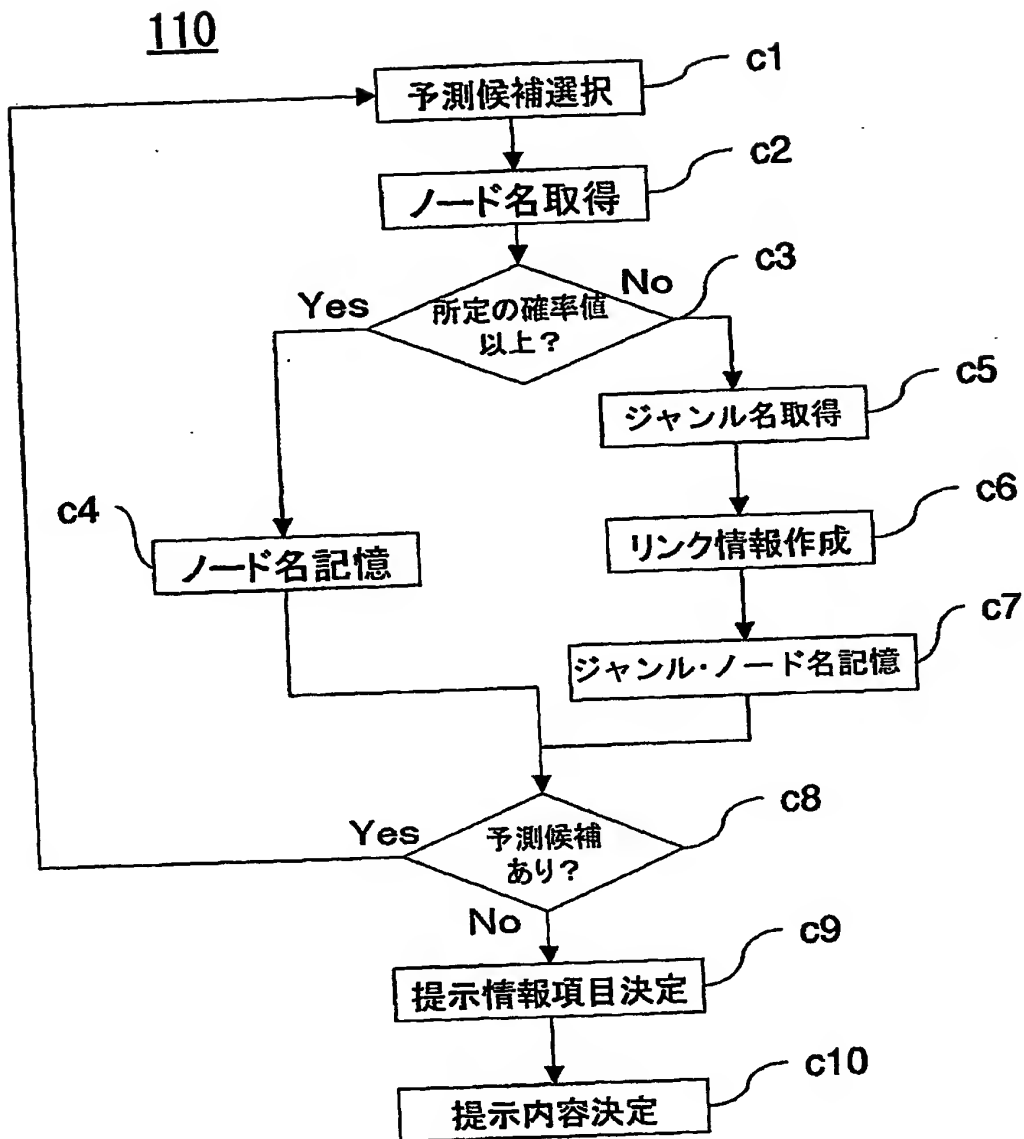 110
c1
予測候補選択
c2
ノード名取得
c3
Yes
No
所定の確率値
以上？
c5
ジャンル名取得
c6
リンク情報作成
c4
ノード名記憶
c7
ジャンル・ノード名記憶
c8
Yes
予測候補
あり？
No
c9
提示情報項目決定
c10
提示内容決定